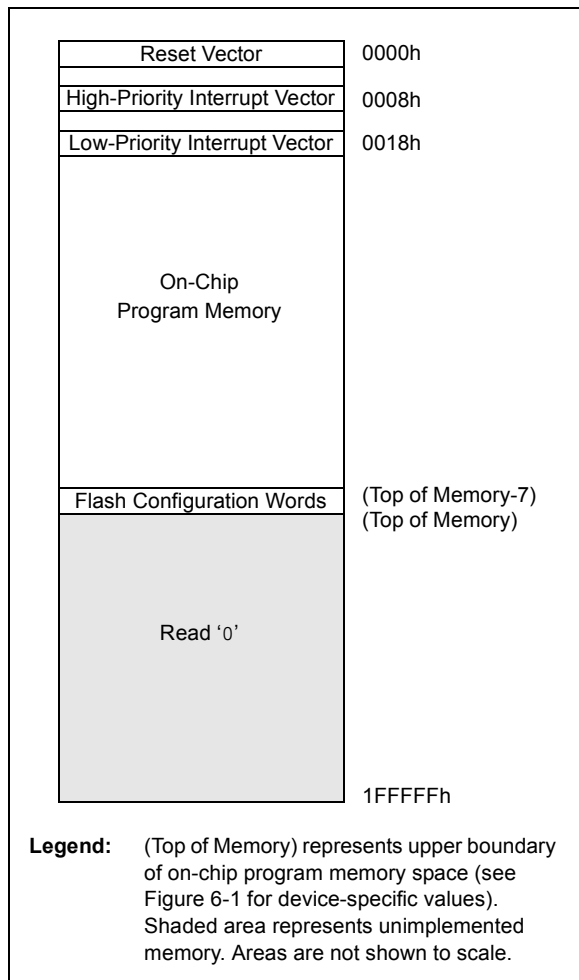 Reset Vector 0000h
High-Priority Interrupt Vector 0008h
Low-Priority Interrupt Vector 0018h
On-Chip
Program Memory
Flash Configuration Words (Top of Memory-7)
(Top of Memory)
Read ‘0’
1FFFFFh
Legend: (Top of Memory) represents upper boundary
of on-chip program memory space (see
Figure 6-1 for device-specific values).
Shaded area represents unimplemented
memory. Areas are not shown to scale.